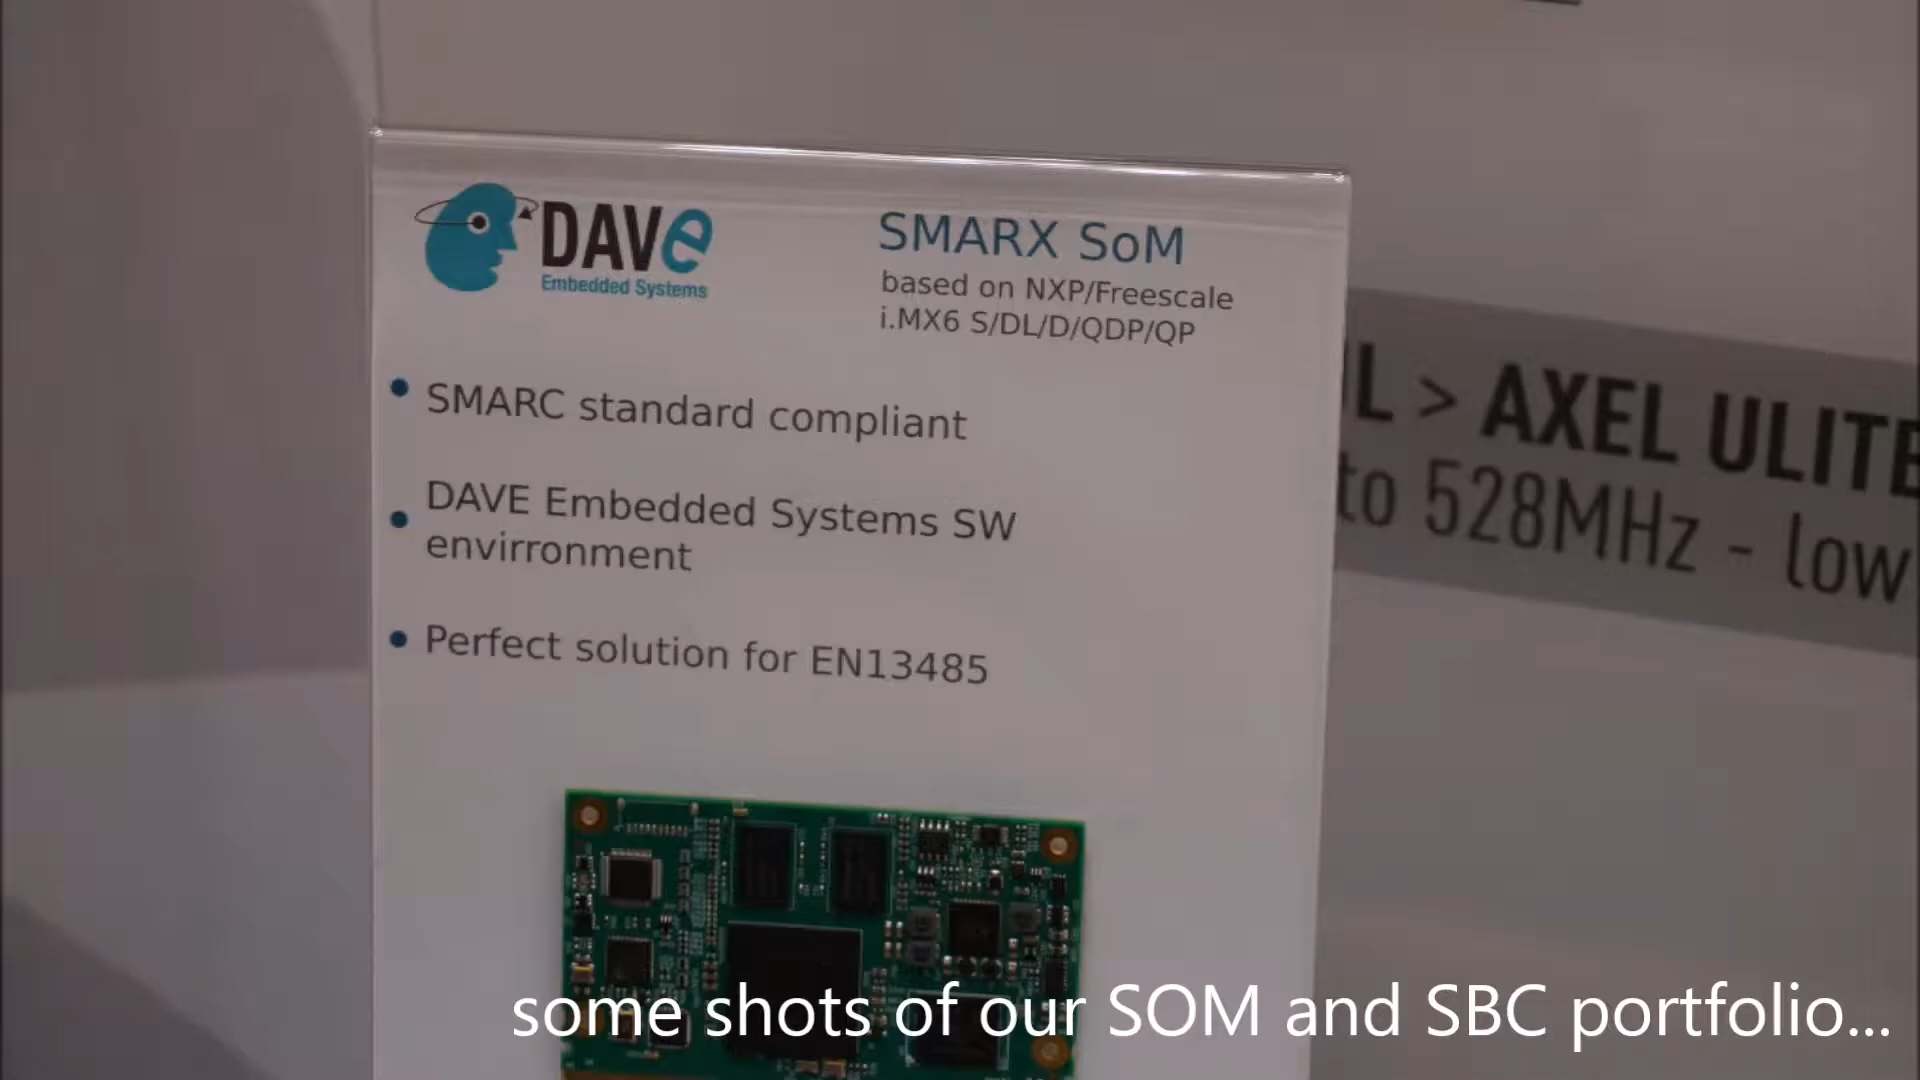 DAVe
Embedded Systems
SMARX SoM
based on NXP/Freescale
i.MX6 S/DL/D/QDP/QP
SMARC standard compliant
DAVE Embedded Systems SW
envirronment
Perfect solution for EN13485
L > AXEL ULITE
to 528MHz - low
some shots of our SOM and SBC portfolio...